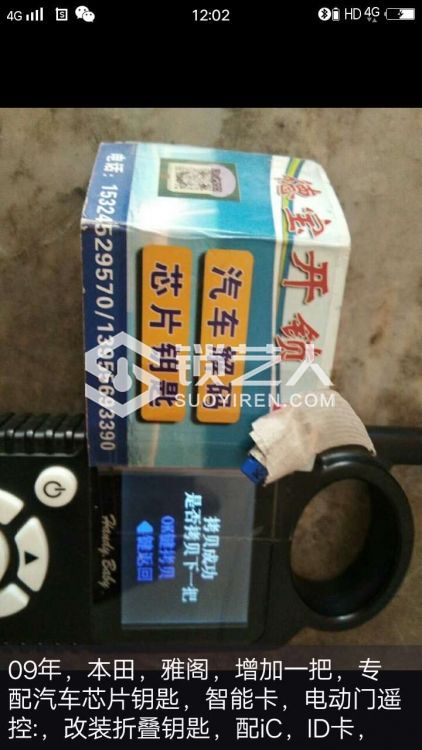 4G
12:02
HD 4G
电话：15324529570/13955693390
德宝开锁
汽车解码
芯片钥匙
锁艺人
SUOYIREN.COM
Handy Baby
拷贝成功
是否拷贝下一把
OK键拷贝
◀键返回
09年，本田，雅阁，增加一把，专
配汽车芯片钥匙，智能卡，电动门遥
控:，改装折叠钥匙，配iC，ID卡，